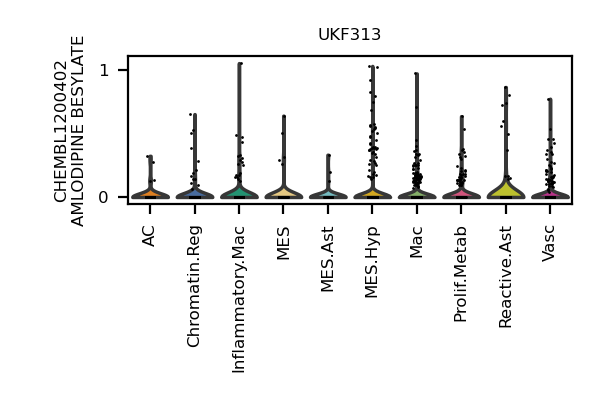 UKF313
CHEMBL1200402
AMLODIPINE BESYLATE
1
0
AC
Chromatin.Reg
Inflammatory.Mac
MES
MES.Ast
MES.Hyp
Mac
Prolif.Metab
Reactive.Ast
Vasc